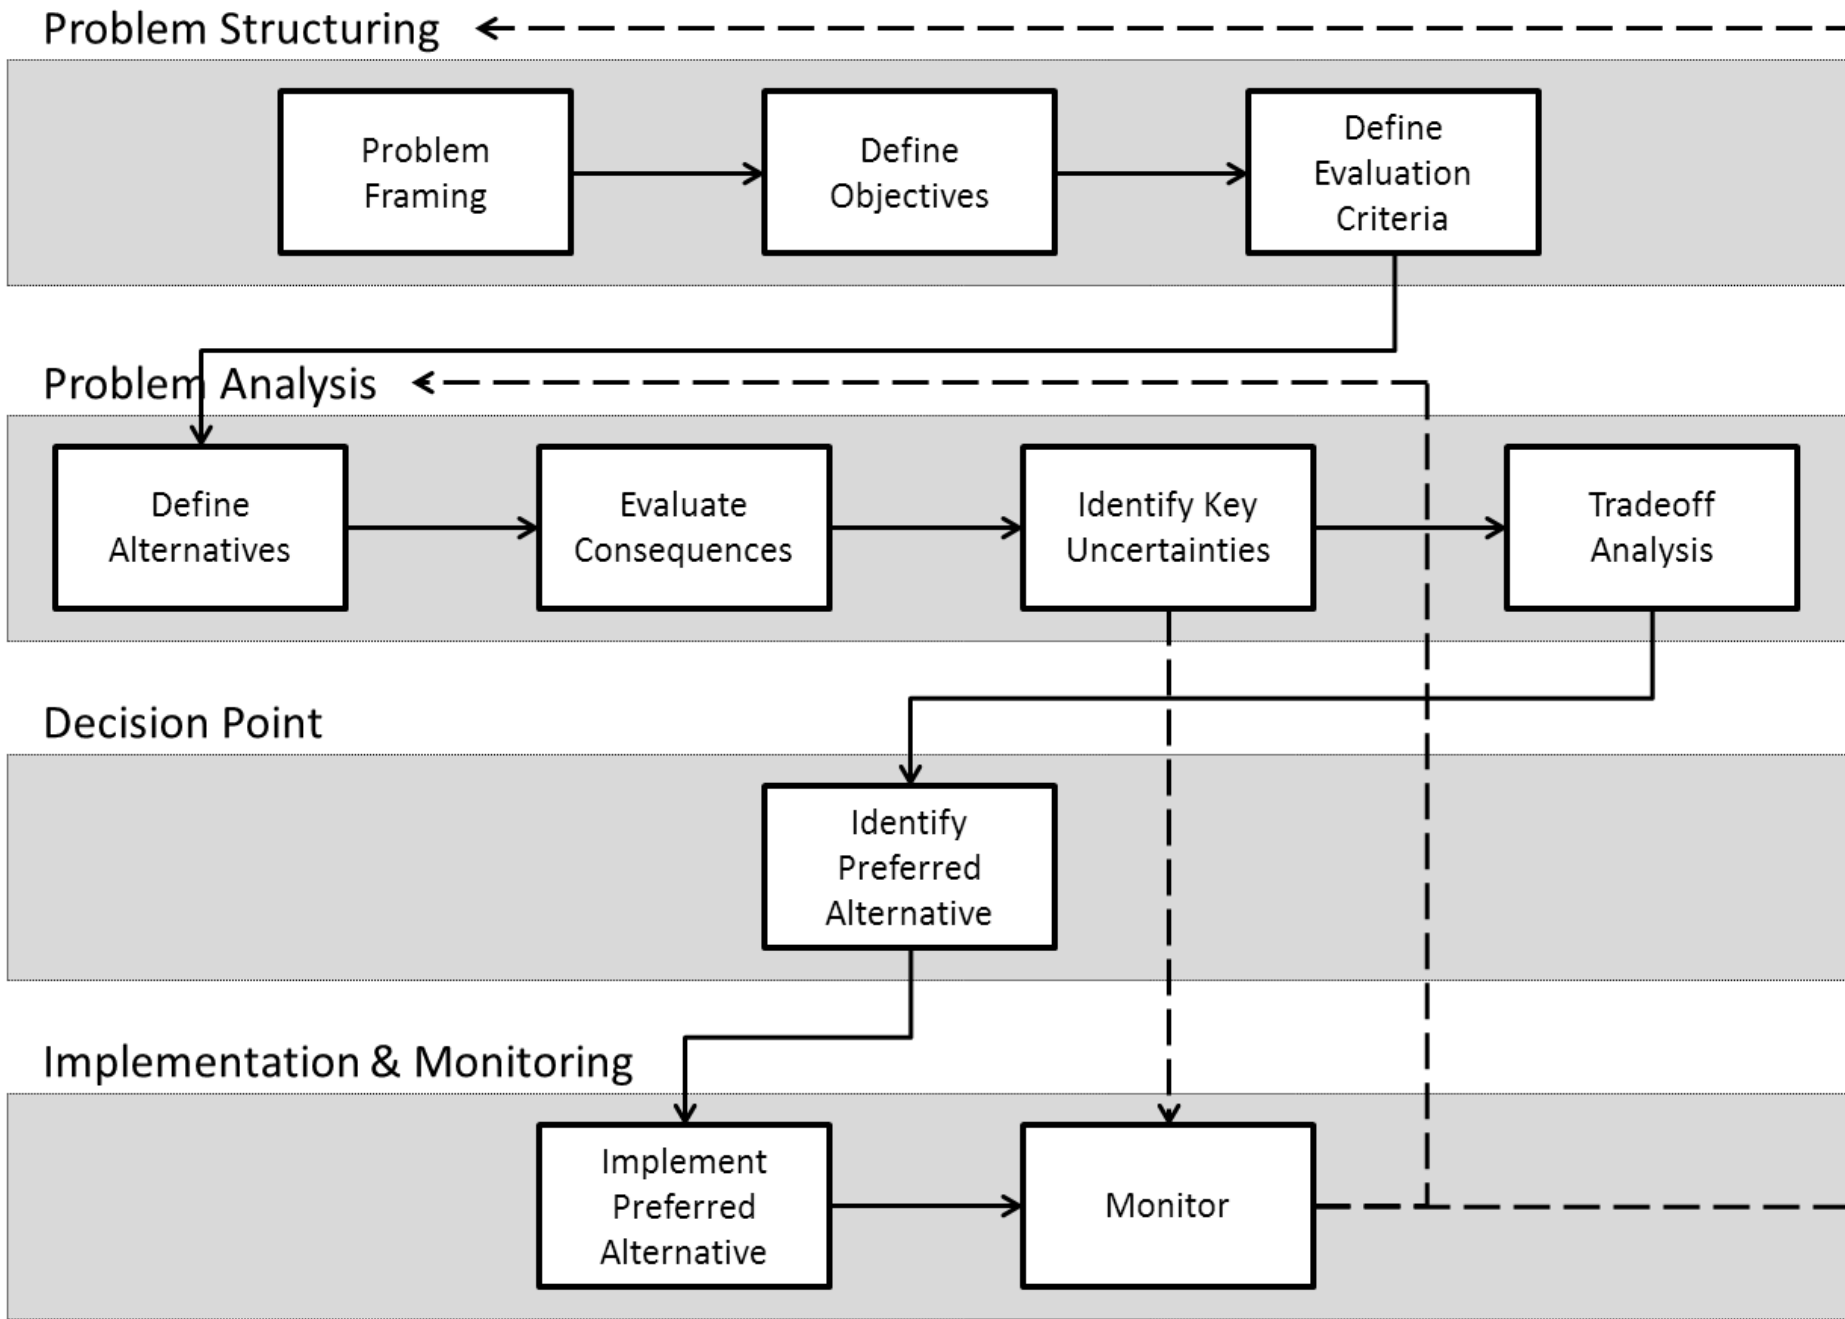 Problem Structuring
Problem
Framing
Define
Objectives
Define
Evaluation
Criteria
Problem Analysis
Define
Alternatives
Evaluate
Consequences
Identify Key
Uncertainties
Tradeoff
Analysis
Decision Point
Identify
Preferred
Alternative
Implementation & Monitoring
Implement
Preferred
Alternative
Monitor